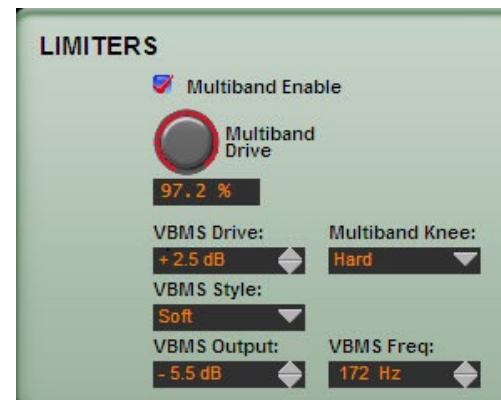 LIMITERS
Multiband Enable
Multiband
Drive
97.2 %
VBMS Drive:
Multiband Knee:
+ 2.5 dB
Hard
VBMS Style:
Soft
VBMS Output:
VBMS Freq:
- 5.5 dB
172 Hz